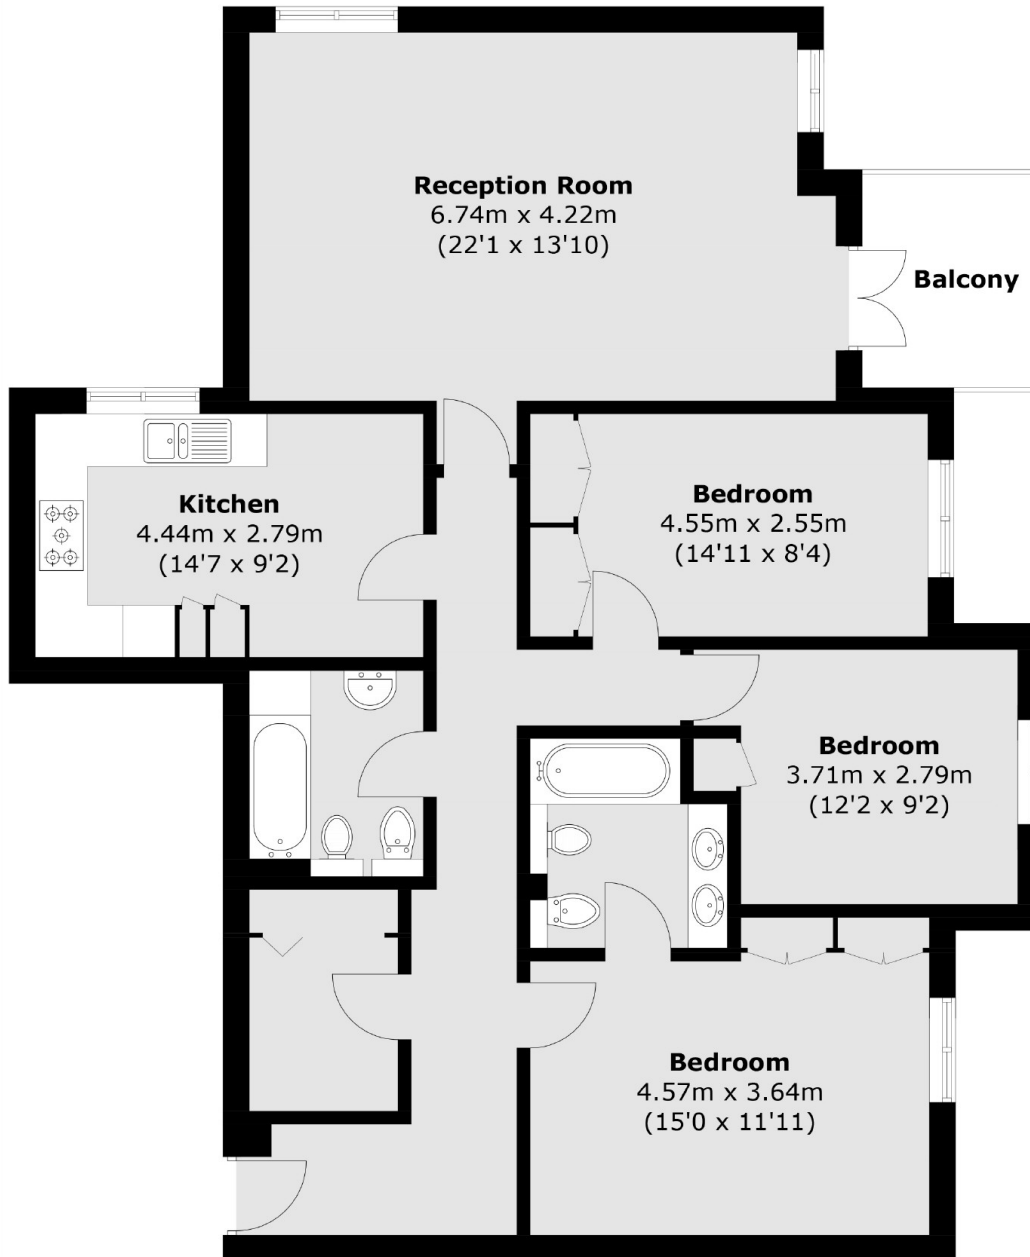 Reception Room
6.74m x 4.22m
(22'1 x 13'10)
Balcony
Kitchen
4.44m x 2.79m
(14'7 x 9'2)
Bedroom
4.55m x 2.55m
(14'11 x 8'4)
Bedroom
3.71m x 2.79m
(12'2 x 9'2)
Bedroom
4.57m x 3.64m
(15'0 x 11'11)